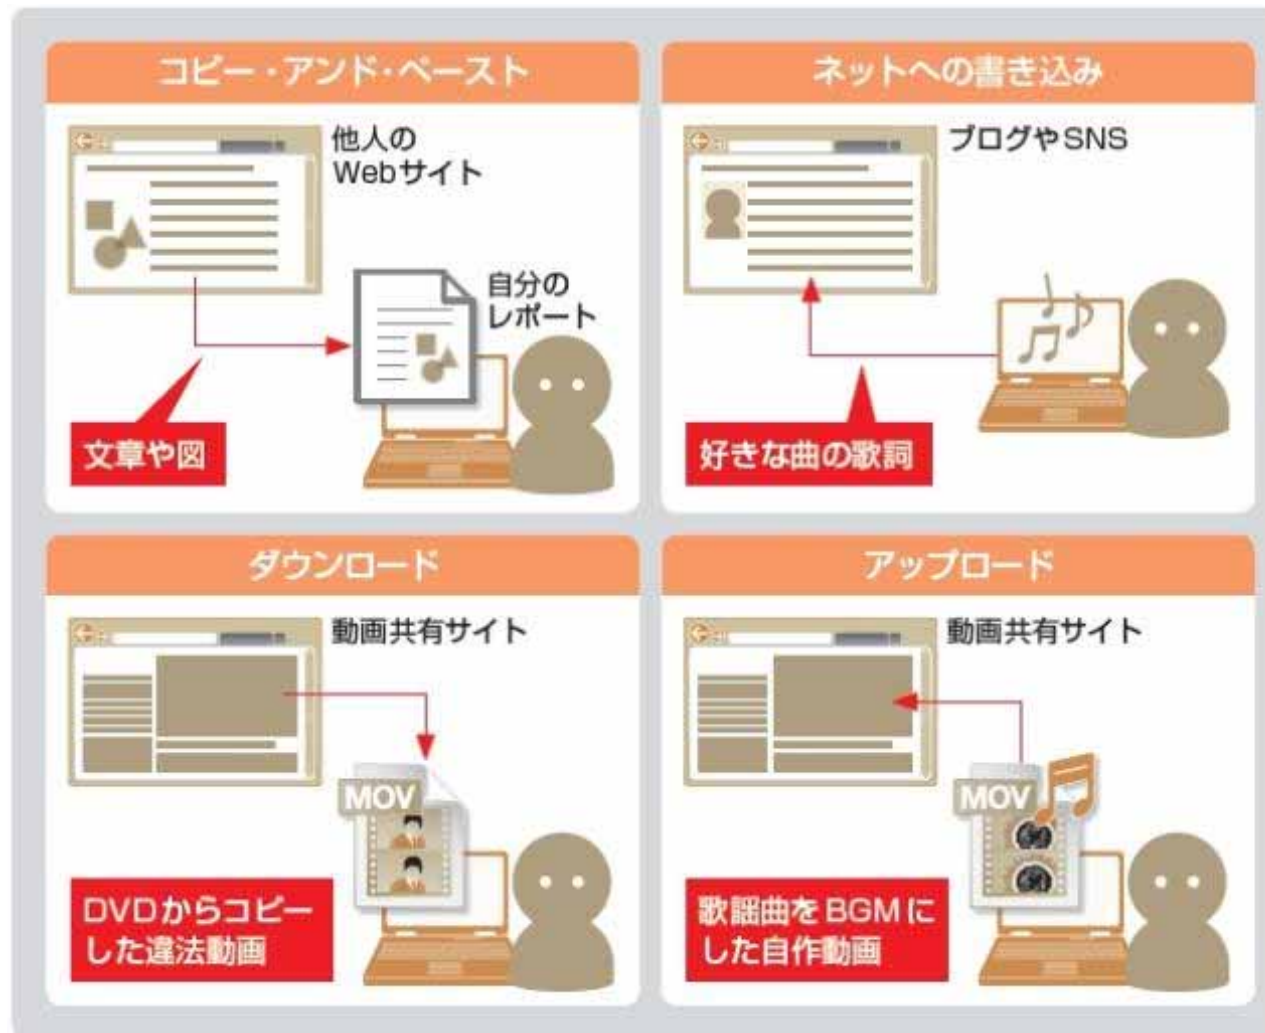 コピー・アンド・ペースト
他人の
Webサイト
自分の
レポート
文章や図
ネットへの書き込み
ブログやSNS
好きな曲の歌詞
ダウンロード
動画共有サイト
MOV
DVDからコピー
した違法動画
アップロード
動画共有サイト
MOV
歌謡曲をBGMに
した自作動画